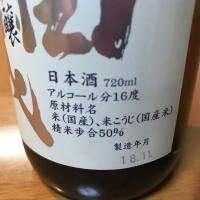 醸
日本酒 720ml
アルコール分16度
原材料名
米(国産)、米こうじ(国産米)
精米歩合50%
製造年月
18.11